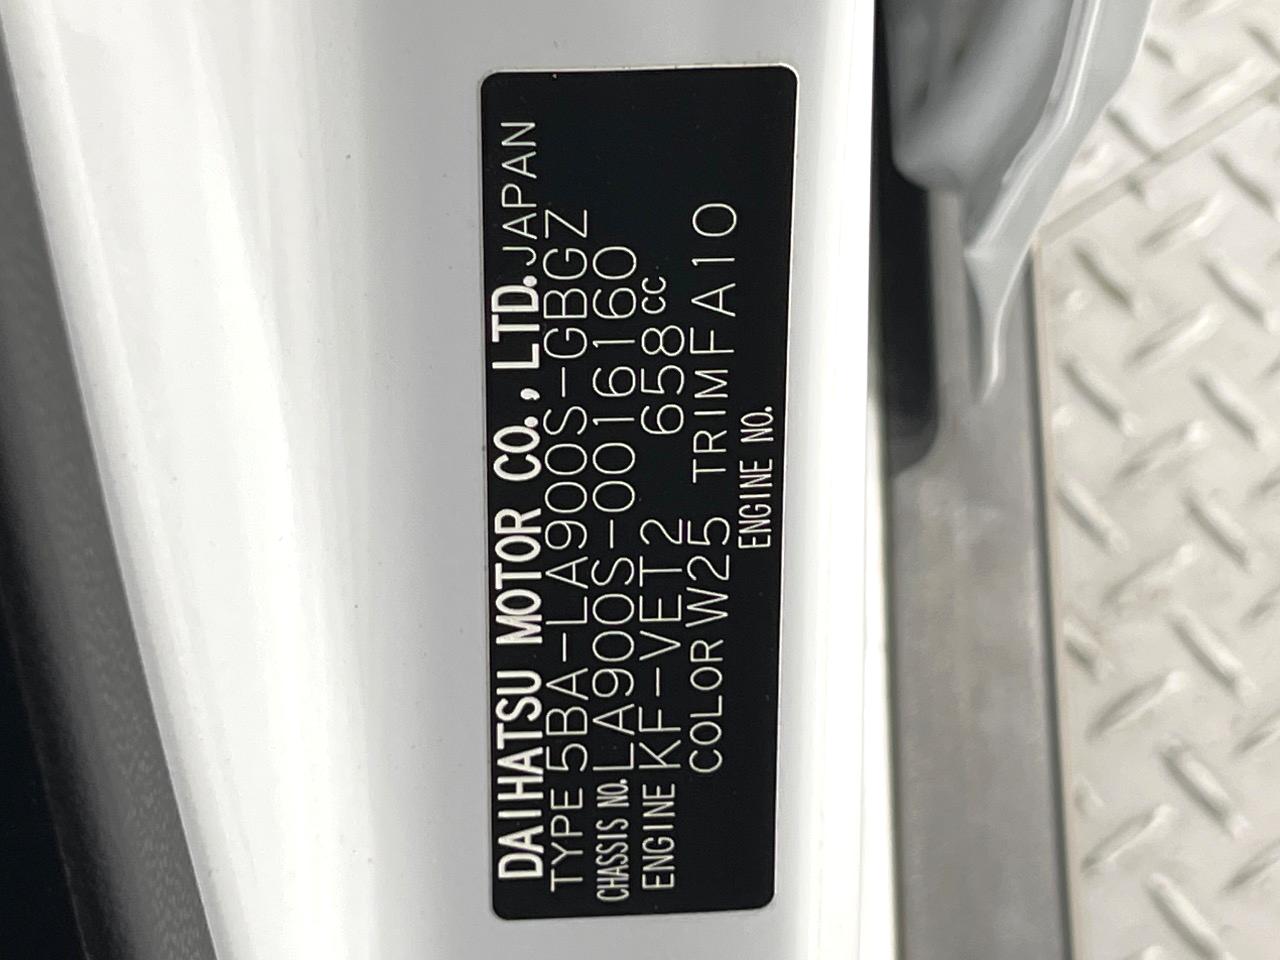 DAIHATSU MOTOR CO., LTD. JAPAN
TYPE 5BA-LA900S-GBGZ
CHASSIS NO. LA900S-0016160
ENGINE KF-VET2 658cc
COLOR W25 TRIM FA10
ENGINE NO.